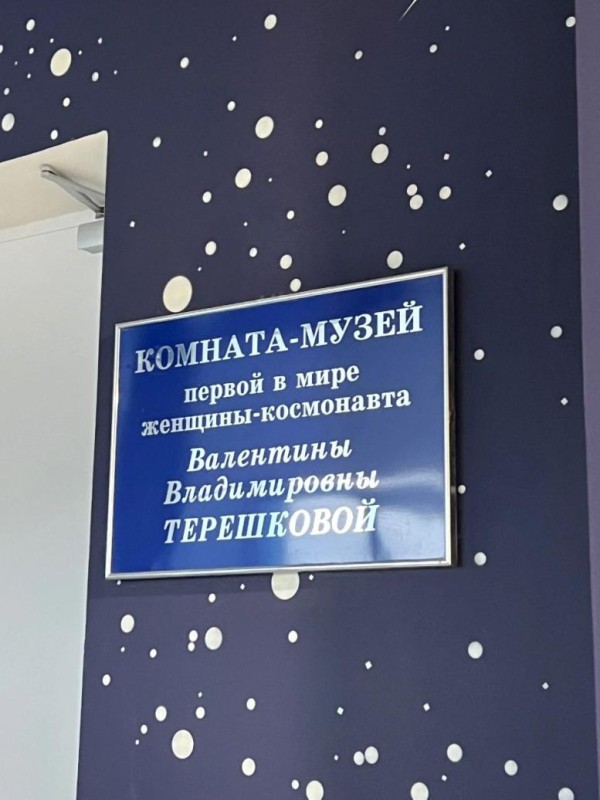 КОМНАТА-МУЗЕЙ
первой в мире
женщины-космонавта
Валентины
Владимировны
ТЕРЕШКОВОЙ